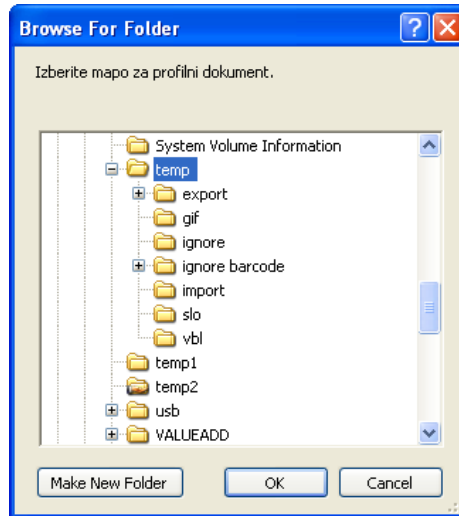 Browse For Folder
Izberite mapo za profilni dokument.
System Volume Information
temp
export
gif
ignore
ignore barcode
import
slo
vbl
temp1
temp2
usb
VALUEADD
Make New Folder OK Cancel